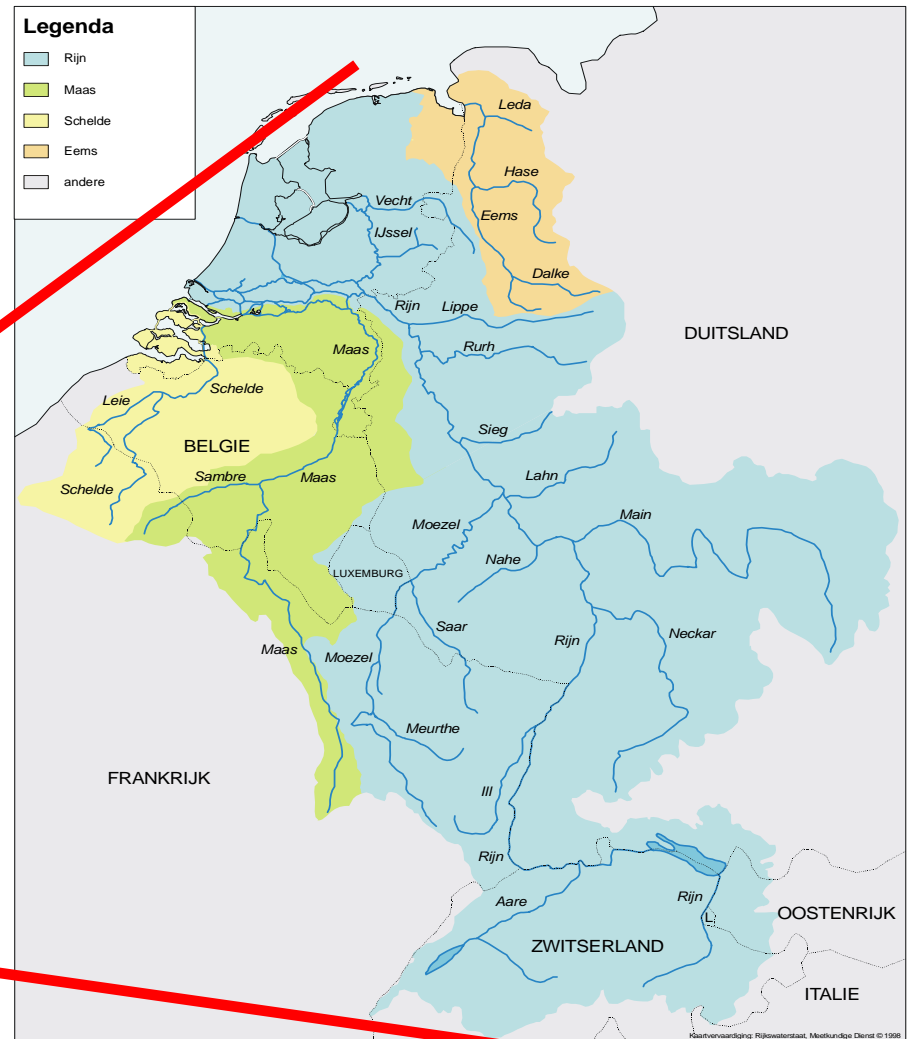 Legenda
Rijn
Maas
Schelde
Eems
andere
Leda
Hase
Vecht
Eems
IJssel
Dalke
Rijn
Lippe
DUITSLAND
Rurh
Maas
Schelde
Leie
Sieg
BELGIE
Sambre
Maas
Lahn
Schelde
Moezel
Main
Nahe
LUXEMBURG
Saar
Rijn
Neckar
Maas
Moezel
Meurthe
FRANKRIJK
Ill
Rijn
Aare
Rijn
L
OOSTENRIJK
ZWITSERLAND
ITALIE
Kaartvervaardiging: Rijkswaterstaat, Meetkundige Dienst © 1998